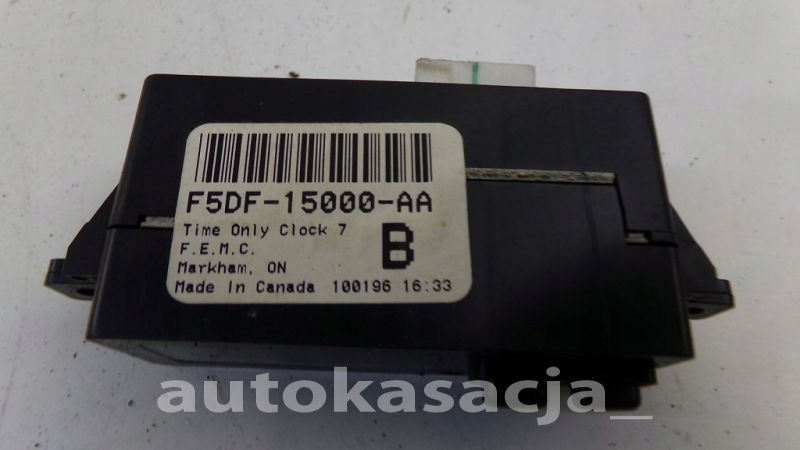 F5DF-15000-AA
Time Only Clock 7
B
F.E.M.C.
Markham, ON
Made In Canada 100196 16:33
autokasacja_